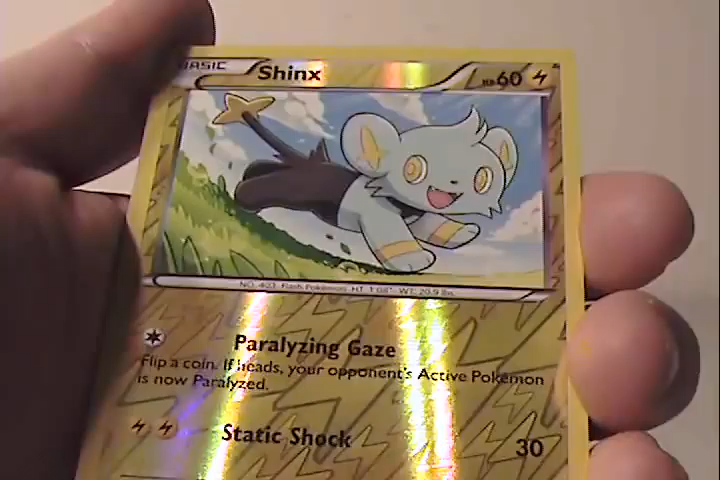 BASIC Shinx HP60
NO. 403 Flash Pokémon HT: 1'08" WT: 20.9 lbs.
Paralyzing Gaze
Flip a coin. If heads, your opponent's Active Pokémon
is now Paralyzed.
Static Shock 30